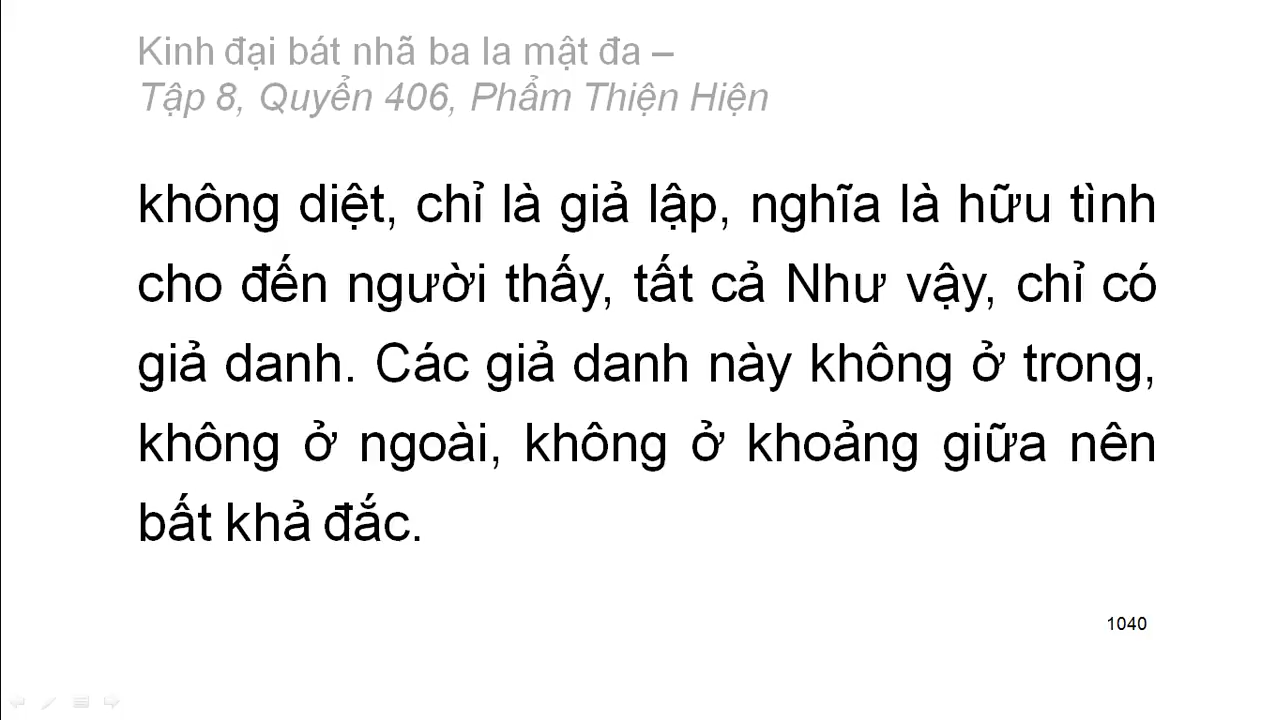 Kinh đại bát nhã ba la mật đa –
Tập 8, Quyển 406, Phẩm Thiện Hiện
không diệt, chỉ là giả lập, nghĩa là hữu tình
cho đến người thấy, tất cả Như vậy, chỉ có
giả danh. Các giả danh này không ở trong,
không ở ngoài, không ở khoảng giữa nên
bất khả đắc.
1040